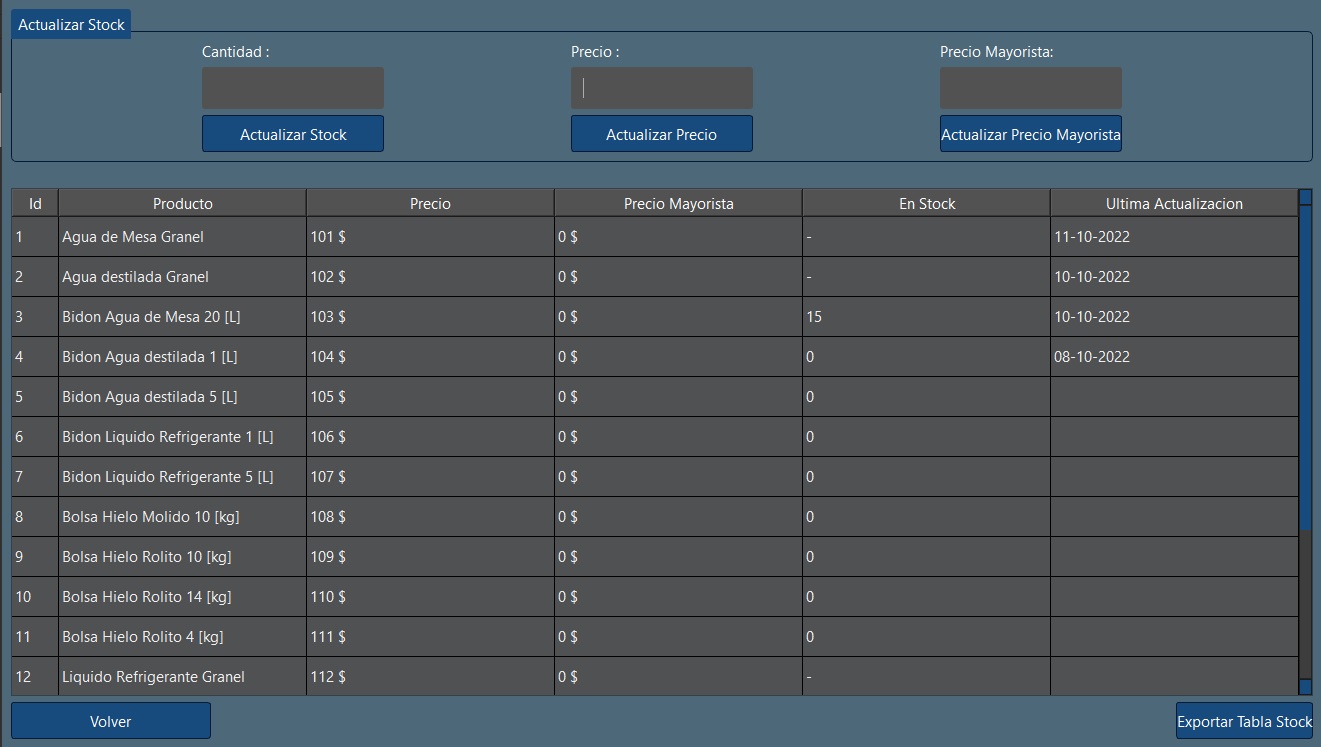 Actualizar Stock
Cantidad : Precio : Precio Mayorista:
Actualizar Stock Actualizar Precio Actualizar Precio Mayorista
Id Producto Precio Precio Mayorista En Stock Ultima Actualizacion
1 Agua de Mesa Granel 101 $ 0 $ - 11-10-2022
2 Agua destilada Granel 102 $ 0 $ - 10-10-2022
3 Bidon Agua de Mesa 20 [L] 103 $ 0 $ 15 10-10-2022
4 Bidon Agua destilada 1 [L] 104 $ 0 $ 0 08-10-2022
5 Bidon Agua destilada 5 [L] 105 $ 0 $ 0
6 Bidon Liquido Refrigerante 1 [L] 106 $ 0 $ 0
7 Bidon Liquido Refrigerante 5 [L] 107 $ 0 $ 0
8 Bolsa Hielo Molido 10 [kg] 108 $ 0 $ 0
9 Bolsa Hielo Rolito 10 [kg] 109 $ 0 $ 0
10 Bolsa Hielo Rolito 14 [kg] 110 $ 0 $ 0
11 Bolsa Hielo Rolito 4 [kg] 111 $ 0 $ 0
12 Liquido Refrigerante Granel 112 $ 0 $ -
Volver Exportar Tabla Stock